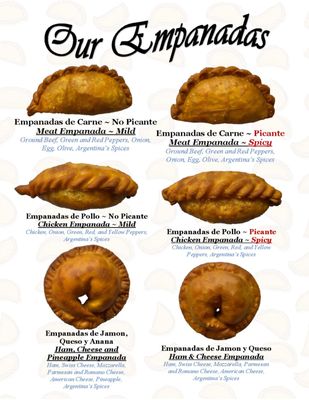 Our Empanadas
Empanadas de Carne ~ No Picante
Meat Empanada ~ Mild
Ground Beef, Green and Red Peppers, Onion,
Egg, Olive, Argentina's Spices
Empanadas de Carne ~ Picante
Meat Empanada ~ Spicy
Ground Beef, Green and Red Peppers,
Onion, Egg, Olive, Argentina's Spices
Empanadas de Pollo ~ No Picante
Chicken Empanada ~ Mild
Chicken, Onion, Green, Red, and Yellow Peppers,
Argentina's Spices
Empanadas de Pollo ~ Picante
Chicken Empanada ~ Spicy
Chicken, Onion, Green, Red, and Yellow
Peppers, Argentina's Spices
Empanadas de Jamon,
Queso y Anana
Ham, Cheese and
Pineapple Empanada
Ham, Swiss Cheese, Mozzarella,
Parmesan and Romano Cheese,
American Cheese, Pineapple,
Argentina's Spices
Empanadas de Jamon y Queso
Ham & Cheese Empanada
Ham, Swiss Cheese, Mozzarella, Parmesan
and Romano Cheese, American Cheese,
Argentina's Spices